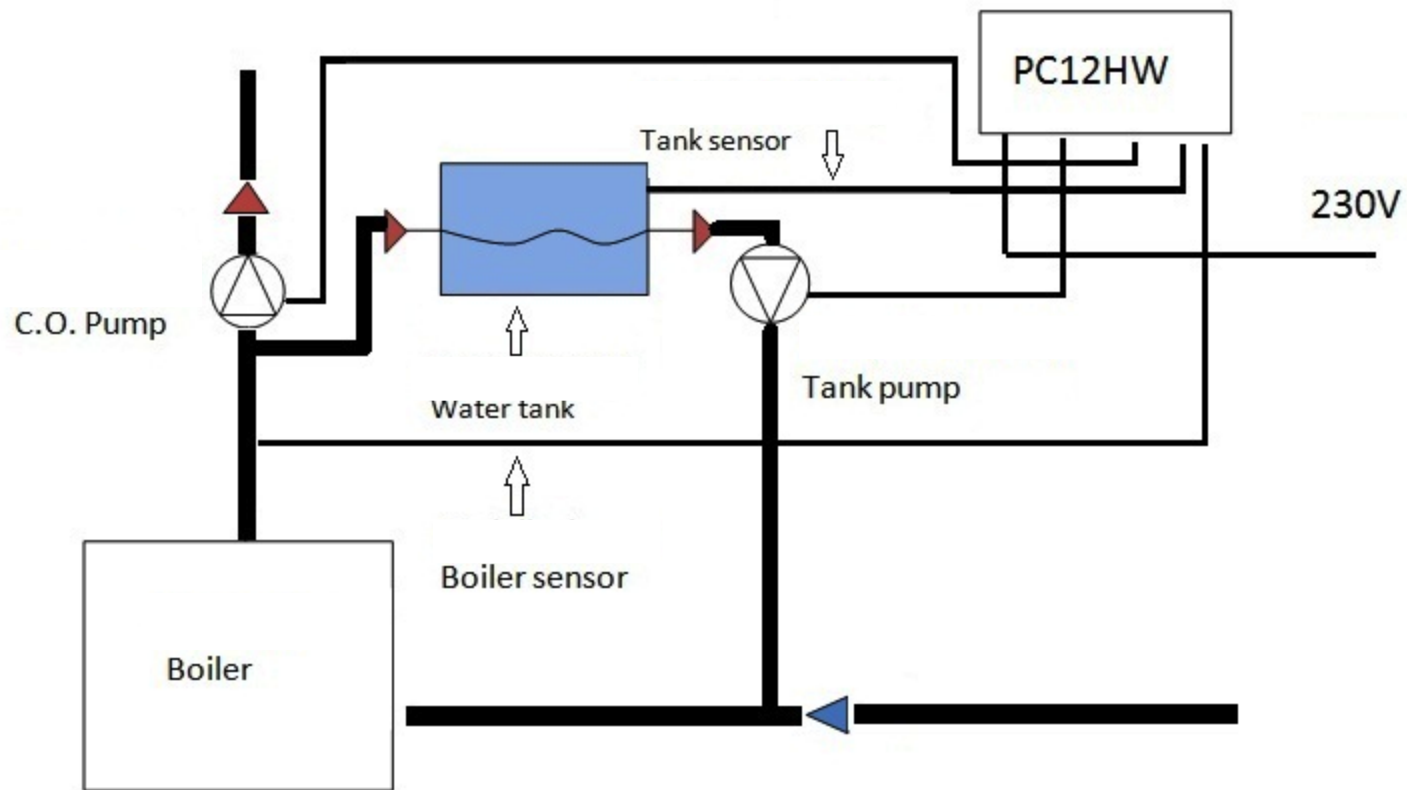 PC12HW
Tank sensor
230V
C.O. Pump
Tank pump
Water tank
Boiler sensor
Boiler